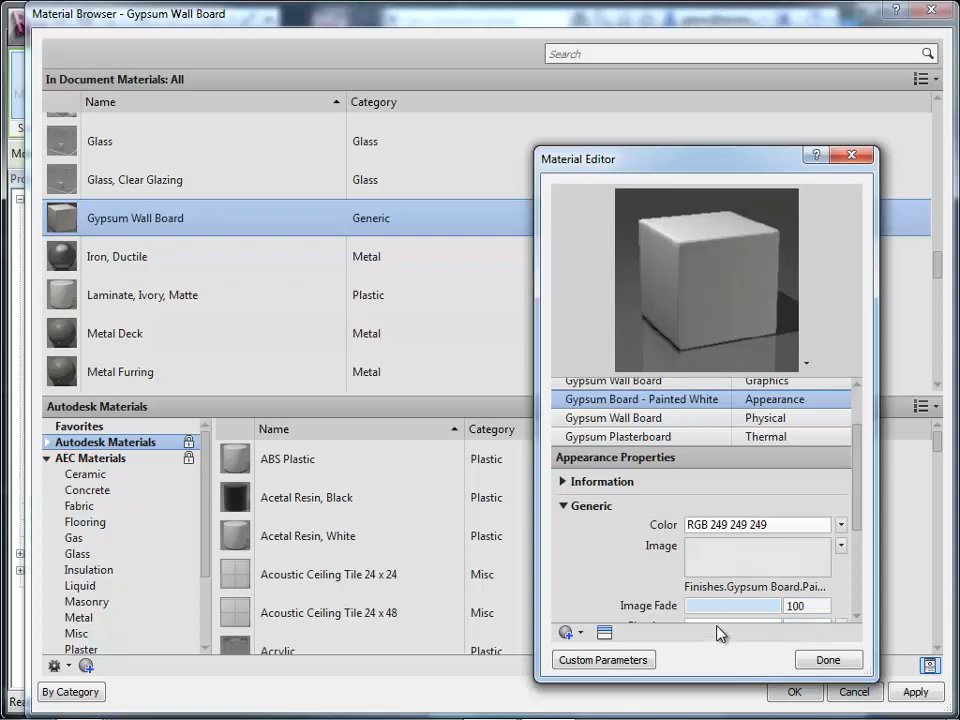 Material Browser - Gypsum Wall Board
Search
In Document Materials: All
Name Category
Glass Glass
Glass, Clear Glazing Glass
Gypsum Wall Board Generic
Iron, Ductile Metal
Laminate, Ivory, Matte Plastic
Metal Deck Metal
Metal Furring Metal
Autodesk Materials
Favorites
Autodesk Materials
AEC Materials
Ceramic
Concrete
Fabric
Flooring
Gas
Glass
Insulation
Liquid
Masonry
Metal
Misc
Plaster
Name Category
ABS Plastic Plastic
Acetal Resin, Black Plastic
Acetal Resin, White Plastic
Acoustic Ceiling Tile 24 x 24 Misc
Acoustic Ceiling Tile 24 x 48 Misc
Acrylic
By Category
OK Cancel Apply
Material Editor
Gypsum Wall Board Graphics
Gypsum Board - Painted White Appearance
Gypsum Wall Board Physical
Gypsum Plasterboard Thermal
Appearance Properties
Information
Generic
Color RGB 249 249 249
Image
Finishes.Gypsum Board.Pai...
Image Fade 100
Custom Parameters Done